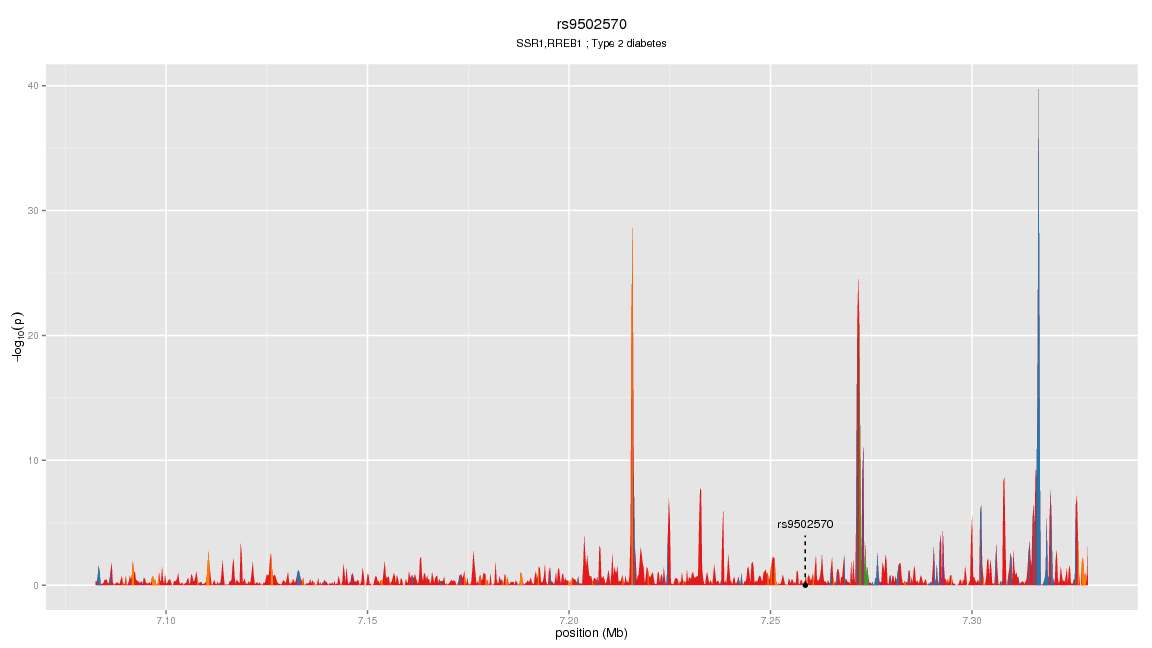 rs9502570
SSR1,RREB1 ; Type 2 diabetes
40
30
20
10
0
−log10(p)
rs9502570
7.10
7.15
7.20
7.25
7.30
position (Mb)